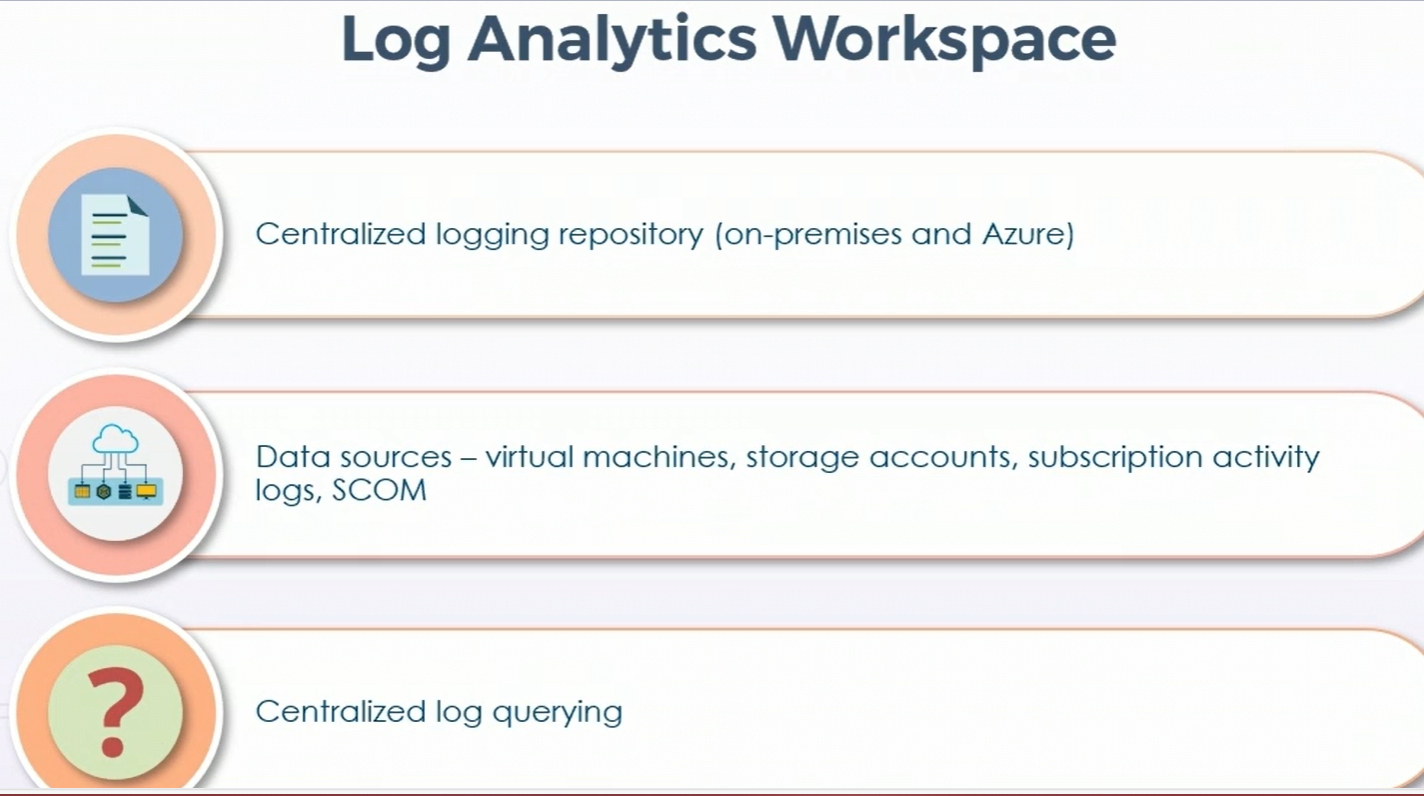 Log Analytics Workspace
Centralized logging repository (on-premises and Azure)
Data sources – virtual machines, storage accounts, subscription activity
logs, SCOM
?
Centralized log querying